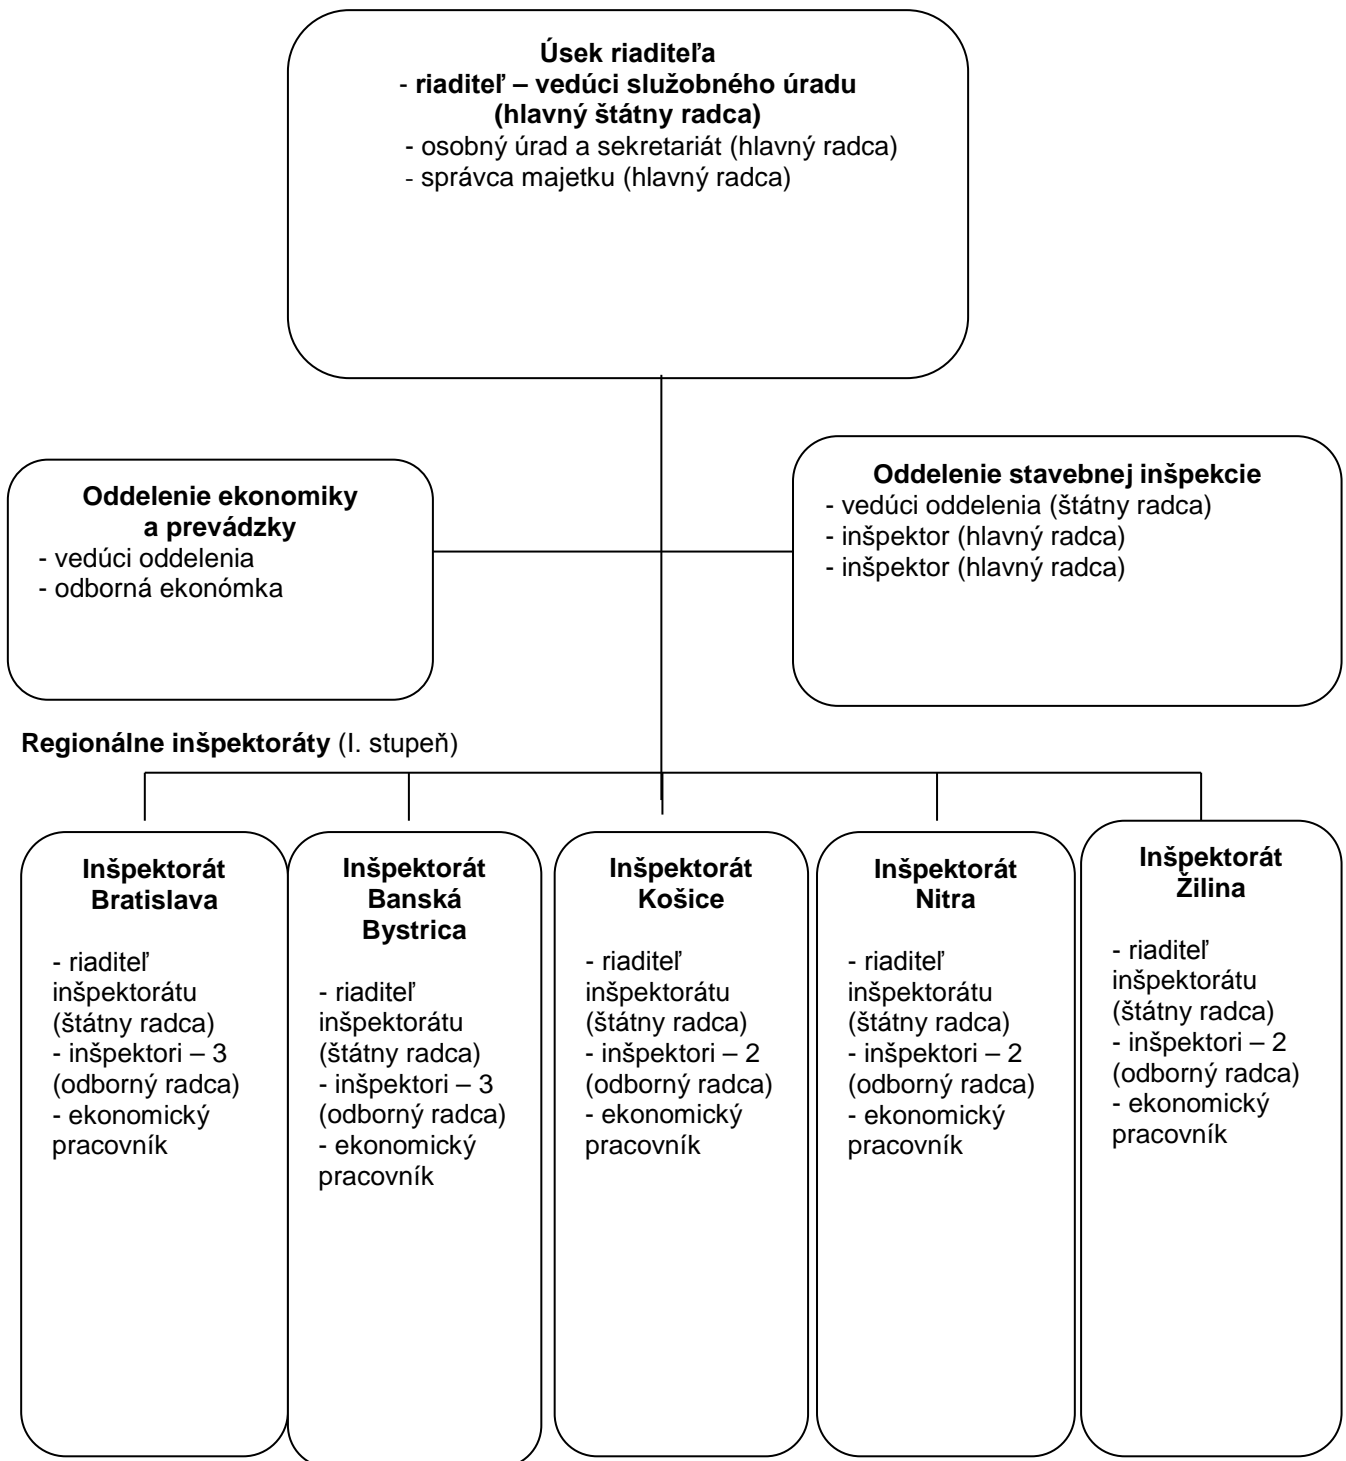 Úsek riaditeľa
- riaditeľ – vedúci služobného úradu
(hlavný štátny radca)
- osobný úrad a sekretariát (hlavný radca)
- správca majetku (hlavný radca)
Oddelenie ekonomiky
a prevádzky
- vedúci oddelenia
- odborná ekonómka
Oddelenie stavebnej inšpekcie
- vedúci oddelenia (štátny radca)
- inšpektor (hlavný radca)
- inšpektor (hlavný radca)
Regionálne inšpektoráty (I. stupeň)
Inšpektorát
Bratislava
- riaditeľ
inšpektorátu
(štátny radca)
- inšpektori – 3
(odborný radca)
- ekonomický
pracovník
Inšpektorát
Banská
Bystrica
- riaditeľ
inšpektorátu
(štátny radca)
- inšpektori – 3
(odborný radca)
- ekonomický
pracovník
Inšpektorát
Košice
- riaditeľ
inšpektorátu
(štátny radca)
- inšpektori – 2
(odborný radca)
- ekonomický
pracovník
Inšpektorát
Nitra
- riaditeľ
inšpektorátu
(štátny radca)
- inšpektori – 2
(odborný radca)
- ekonomický
pracovník
Inšpektorát
Žilina
- riaditeľ
inšpektorátu
(štátny radca)
- inšpektori – 2
(odborný radca)
- ekonomický
pracovník